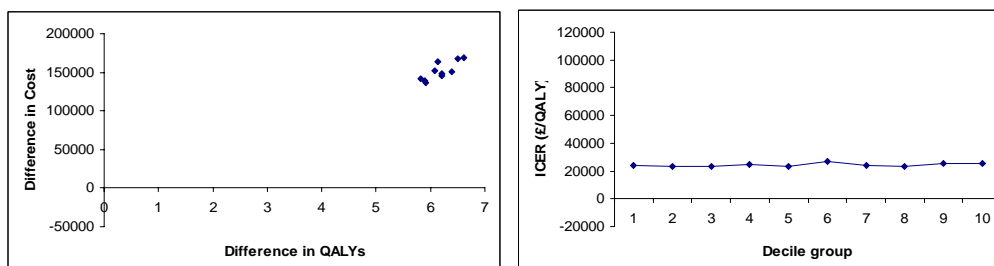 200000
150000
100000
50000
0
-50000
0 1 2 3 4 5 6 7
Difference in Cost
Difference in QALYs
120000
100000
80000
60000
40000
20000
0
-20000
1 2 3 4 5 6 7 8 9 10
ICER (£/QALY)
Decile group